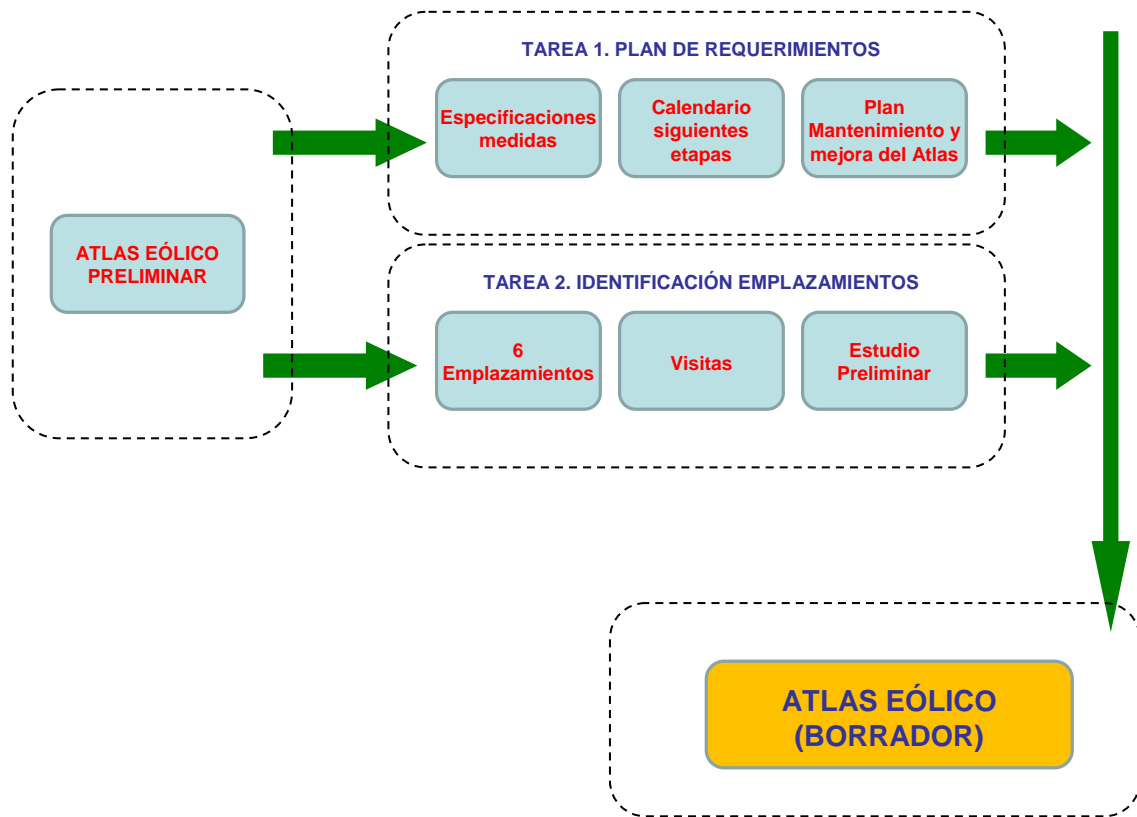 TAREA 1. PLAN DE REQUERIMIENTOS
Especificaciones
medidas
Calendario
siguientes
etapas
Plan
Mantenimiento y
mejora del Atlas
ATLAS EÓLICO
PRELIMINAR
TAREA 2. IDENTIFICACIÓN EMPLAZAMIENTOS
6
Emplazamientos
Visitas
Estudio
Preliminar
ATLAS EÓLICO
(BORRADOR)